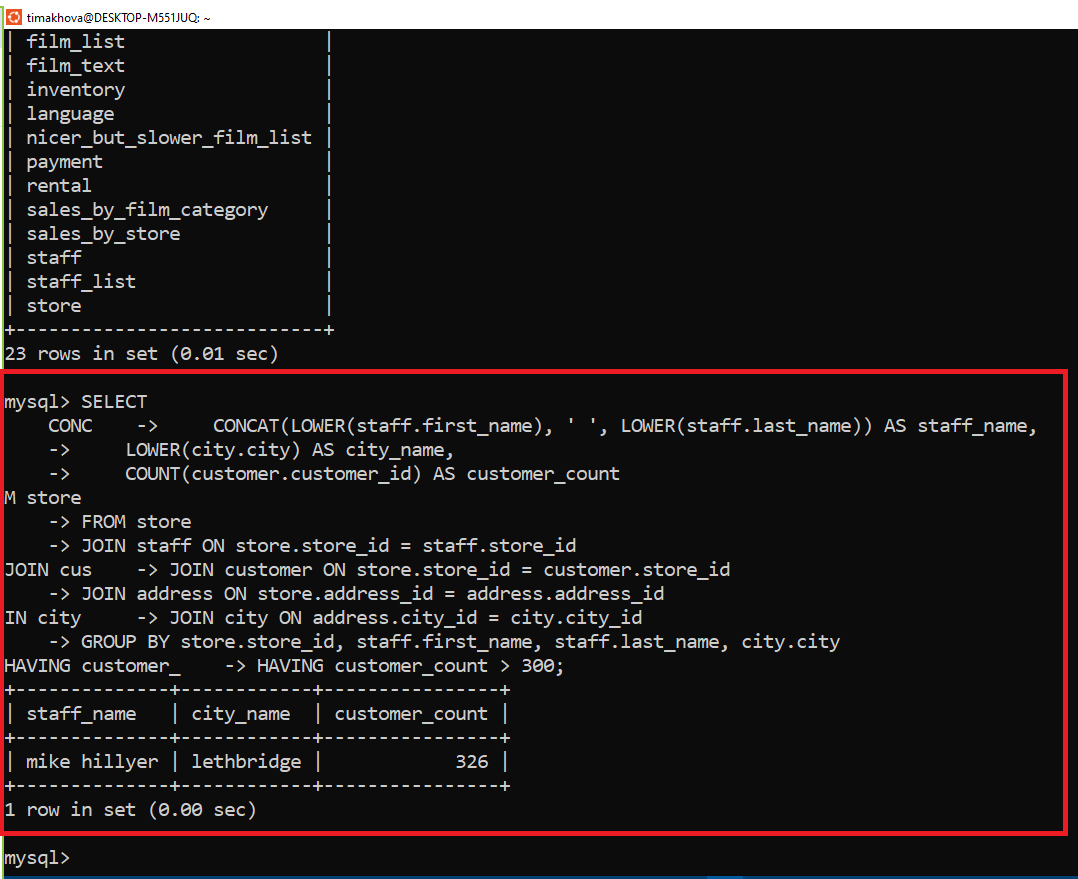 timakhova@DESKTOP-M551JUQ: ~
| film_list                  |
| film_text                  |
| inventory                  |
| language                   |
| nicer_but_slower_film_list |
| payment                    |
| rental                     |
| sales_by_film_category     |
| sales_by_store             |
| staff                      |
| staff_list                 |
| store                      |
+----------------------------+
23 rows in set (0.01 sec)
mysql> SELECT
    CONC    ->     CONCAT(LOWER(staff.first_name), ' ', LOWER(staff.last_name)) AS staff_name,
    ->     LOWER(city.city) AS city_name,
    ->     COUNT(customer.customer_id) AS customer_count
M store
    -> FROM store
    -> JOIN staff ON store.store_id = staff.store_id
JOIN cus    -> JOIN customer ON store.store_id = customer.store_id
    -> JOIN address ON store.address_id = address.address_id
IN city     -> JOIN city ON address.city_id = city.city_id
    -> GROUP BY store.store_id, staff.first_name, staff.last_name, city.city
HAVING customer_    -> HAVING customer_count > 300;
+--------------+------------+----------------+
| staff_name   | city_name  | customer_count |
+--------------+------------+----------------+
| mike hillyer | lethbridge |            326 |
+--------------+------------+----------------+
1 row in set (0.00 sec)
mysql>